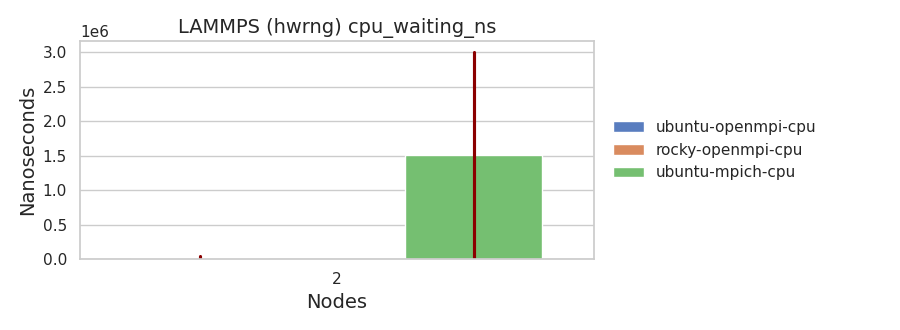 LAMMPS (hwrng) cpu_waiting_ns
1e6
3.0
2.5
2.0
1.5
1.0
0.5
0.0
Nanoseconds
2
Nodes
ubuntu-openmpi-cpu
rocky-openmpi-cpu
ubuntu-mpich-cpu